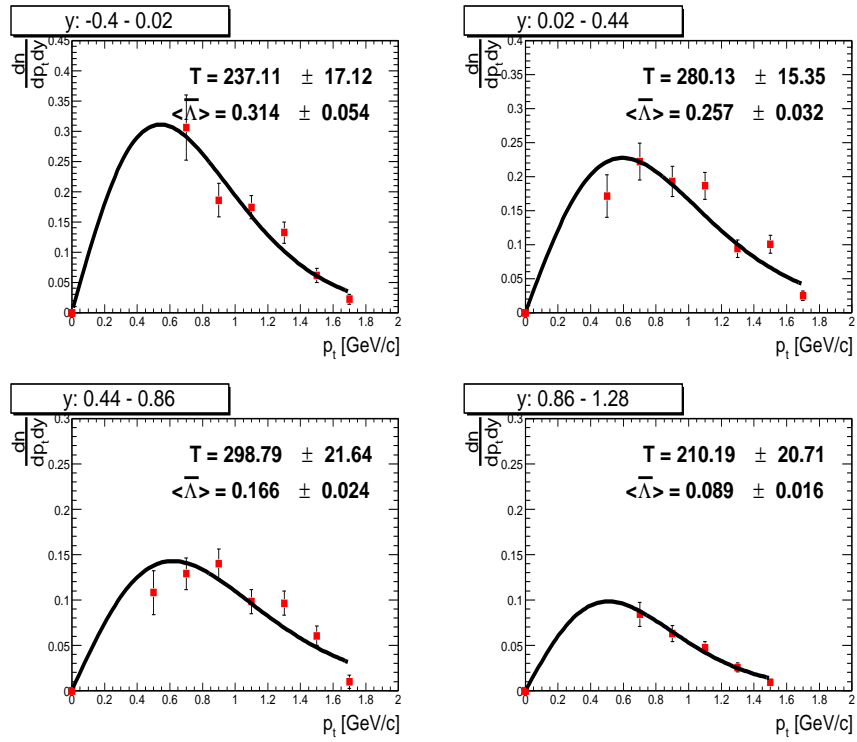 y: -0.4 - 0.02
dn
dp_t dy
T = 237.11 ± 17.12
<Λ̅> = 0.314 ± 0.054
0.45
0.4
0.35
0.3
0.25
0.2
0.15
0.1
0.05
0
0 0.2 0.4 0.6 0.8 1 1.2 1.4 1.6 1.8 2
p_t [GeV/c]
y: 0.02 - 0.44
dn
dp_t dy
T = 280.13 ± 15.35
<Λ̅> = 0.257 ± 0.032
0.4
0.35
0.3
0.25
0.2
0.15
0.1
0.05
0
0 0.2 0.4 0.6 0.8 1 1.2 1.4 1.6 1.8 2
p_t [GeV/c]
y: 0.44 - 0.86
dn
dp_t dy
T = 298.79 ± 21.64
<Λ̅> = 0.166 ± 0.024
0.3
0.25
0.2
0.15
0.1
0.05
0
0 0.2 0.4 0.6 0.8 1 1.2 1.4 1.6 1.8 2
p_t [GeV/c]
y: 0.86 - 1.28
dn
dp_t dy
T = 210.19 ± 20.71
<Λ̅> = 0.089 ± 0.016
0.3
0.25
0.2
0.15
0.1
0.05
0
0 0.2 0.4 0.6 0.8 1 1.2 1.4 1.6 1.8 2
p_t [GeV/c]